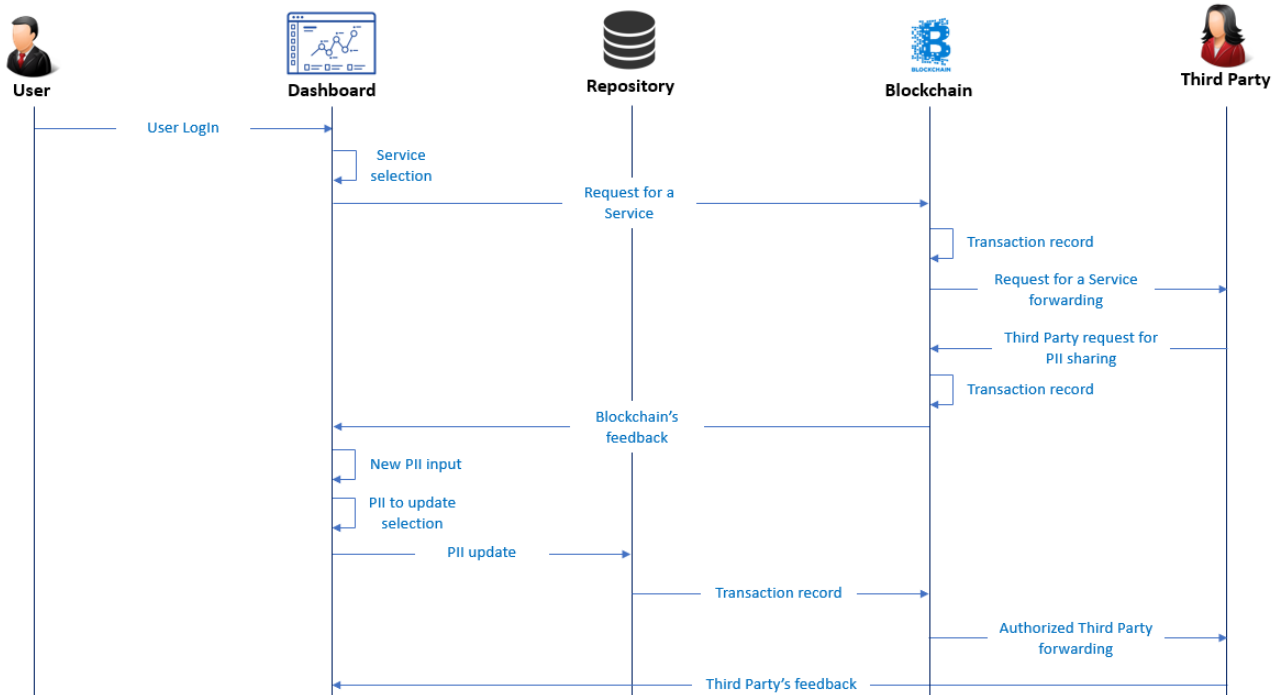 BLOCKCHAIN
User
Dashboard
Repository
Blockchain
Third Party
User LogIn
Service
selection
Request for a
Service
Transaction record
Request for a Service
forwarding
Third Party request for
PII sharing
Transaction record
Blockchain's
feedback
New PII input
PII to update
selection
PII update
Transaction record
Authorized Third Party
forwarding
Third Party's feedback